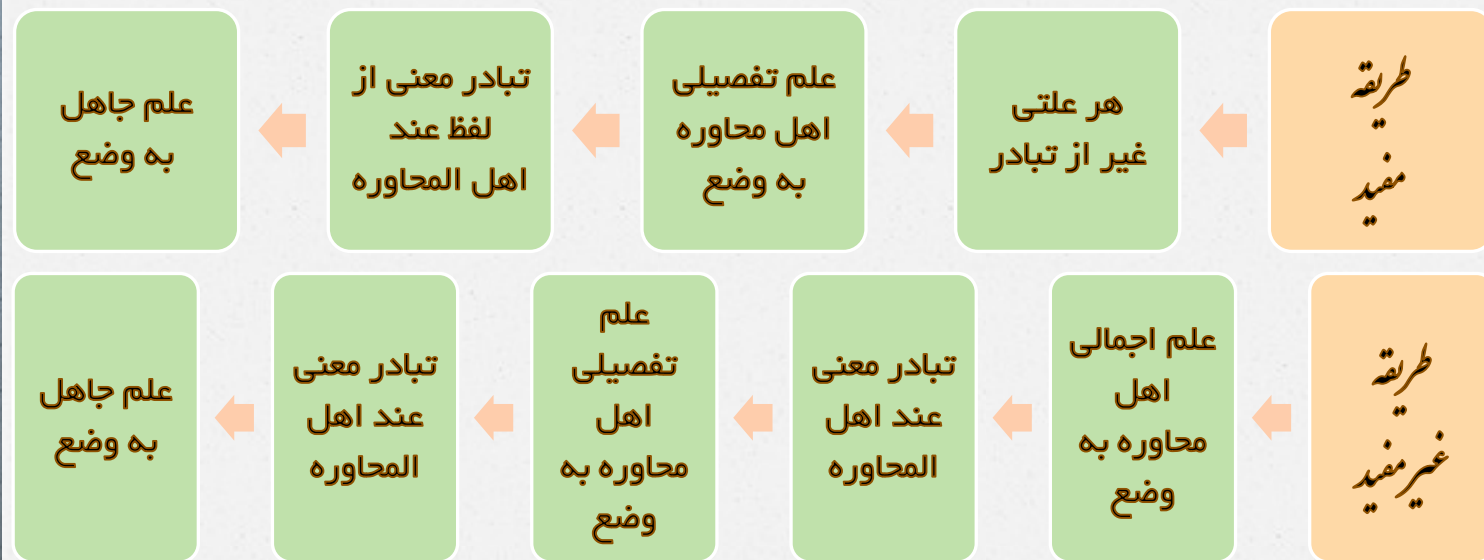 طریقه
مفید
هر علتی
غیر از تبادر
علم تفصیلی
اهل محاوره
به وضع
تبادر معنی از
لفظ عند
اهل المحاوره
علم جاهل
به وضع
طریقه
غیرمفید
علم اجمالی
اهل
محاوره به
وضع
تبادر معنی
عند اهل
المحاوره
علم
تفصیلی
اهل
محاوره به
وضع
تبادر معنی
عند اهل
المحاوره
علم جاهل
به وضع